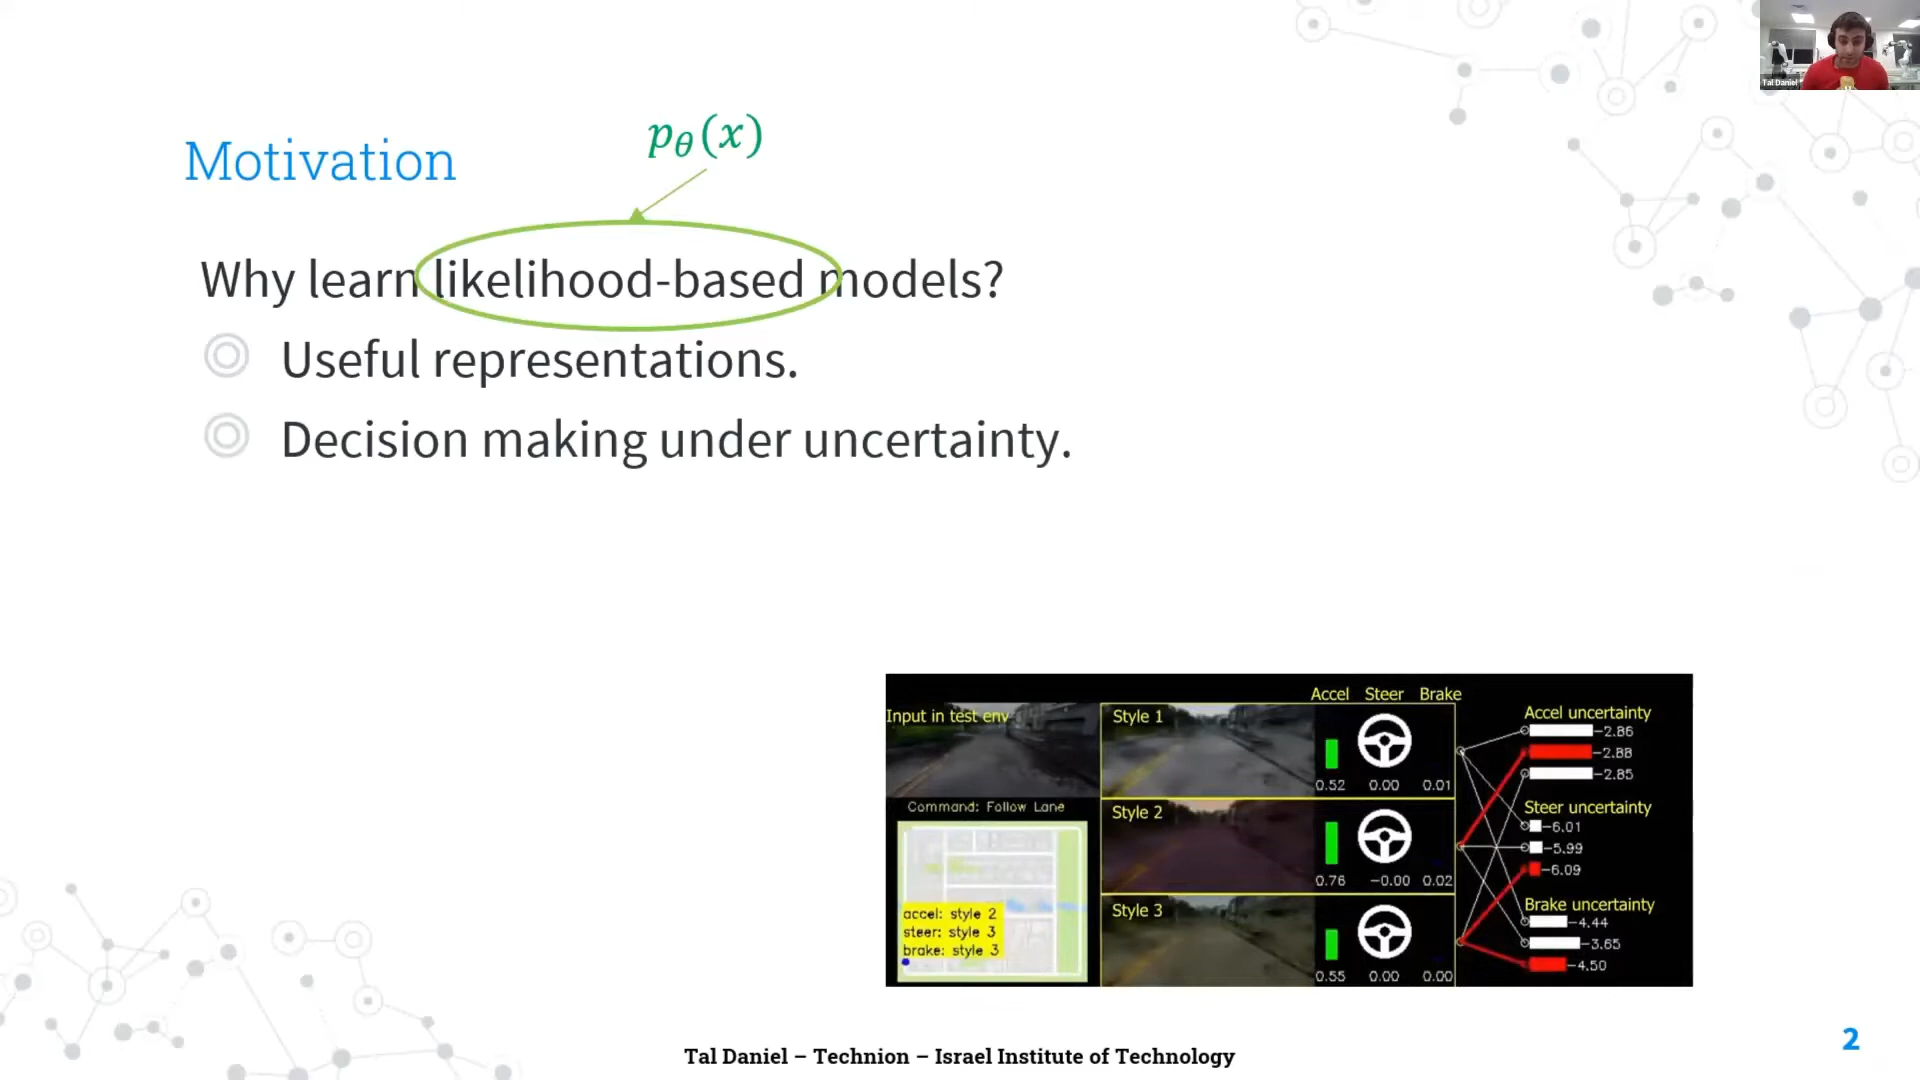 Tal Daniel
p_θ(x)
Motivation
Why learn likelihood-based models?
Useful representations.
Decision making under uncertainty.
Accel Steer Brake
Input in test env
Command: Follow Lane
accel: style 2
steer: style 3
brake: style 3
Style 1
0.52 0.00 0.01
Style 2
0.76 -0.00 0.02
Style 3
0.55 0.00 0.00
Accel uncertainty
-2.86
-2.88
-2.85
Steer uncertainty
-6.01
-5.99
-6.09
Brake uncertainty
-4.44
-3.65
-4.50
Tal Daniel – Technion – Israel Institute of Technology
2